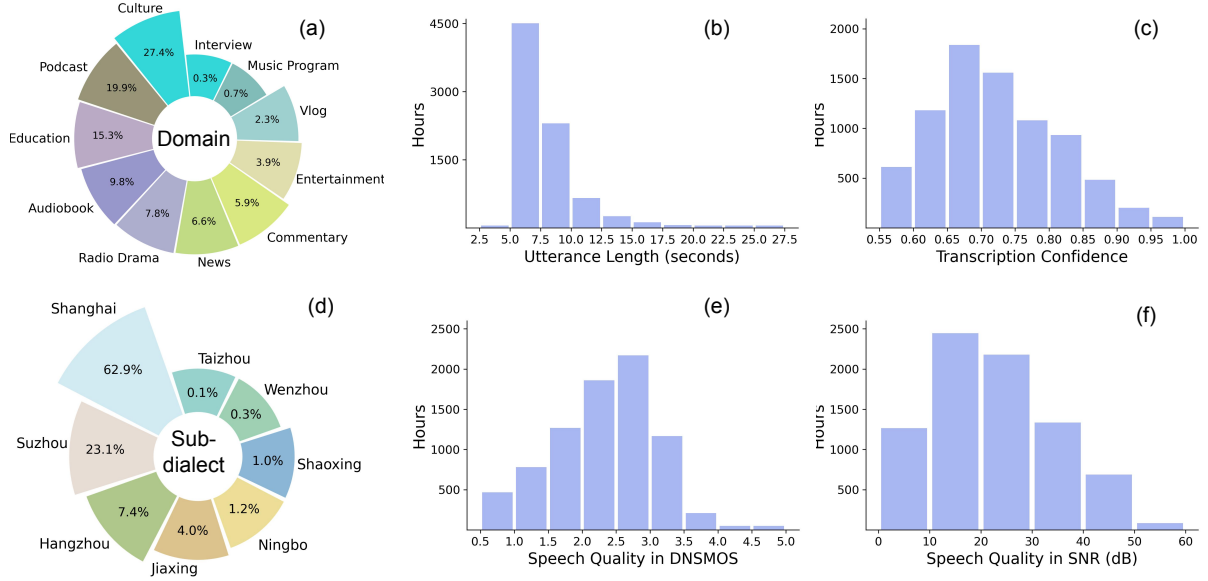 (a)
Culture
27.4%
Interview
0.3%
Music Program
0.7%
Vlog
2.3%
Entertainment
3.9%
Commentary
5.9%
News
6.6%
Radio Drama
7.8%
Audiobook
9.8%
Education
15.3%
Podcast
19.9%
Domain
(b)
Hours
4500
3000
1500
2.5 5.0 7.5 10.0 12.5 15.0 17.5 20.0 22.5 25.0 27.5
Utterance Length (seconds)
(c)
Hours
2000
1500
1000
500
0.55 0.60 0.65 0.70 0.75 0.80 0.85 0.90 0.95 1.00
Transcription Confidence
(d)
Shanghai
62.9%
Taizhou
0.1%
Wenzhou
0.3%
Shaoxing
1.0%
Ningbo
1.2%
Jiaxing
4.0%
Hangzhou
7.4%
Suzhou
23.1%
Sub-
dialect
(e)
Hours
2500
2000
1500
1000
500
0.5 1.0 1.5 2.0 2.5 3.0 3.5 4.0 4.5 5.0
Speech Quality in DNSMOS
(f)
Hours
2500
2000
1500
1000
500
0 10 20 30 40 50 60
Speech Quality in SNR (dB)